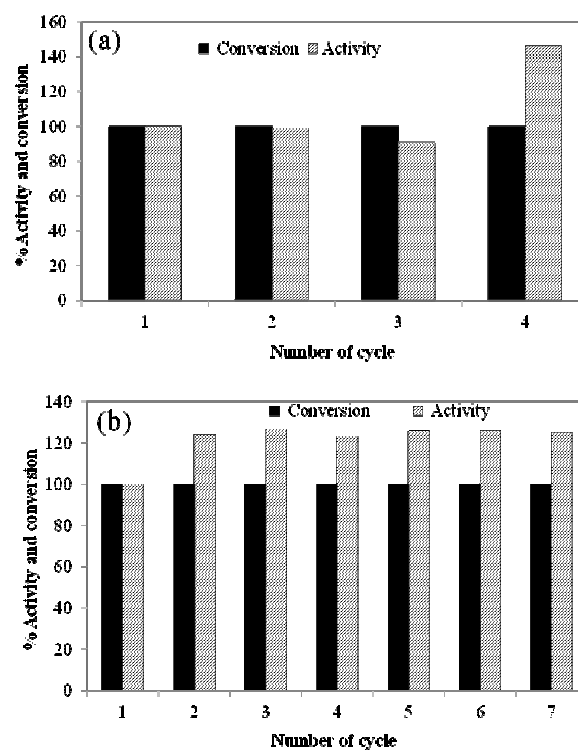 (a)
Conversion Activity
% Activity and conversion
160
140
120
100
80
60
40
20
0
1 2 3 4
Number of cycle
(b)
Conversion Activity
% Activity and conversion
140
120
100
80
60
40
20
0
1 2 3 4 5 6 7
Number of cycle